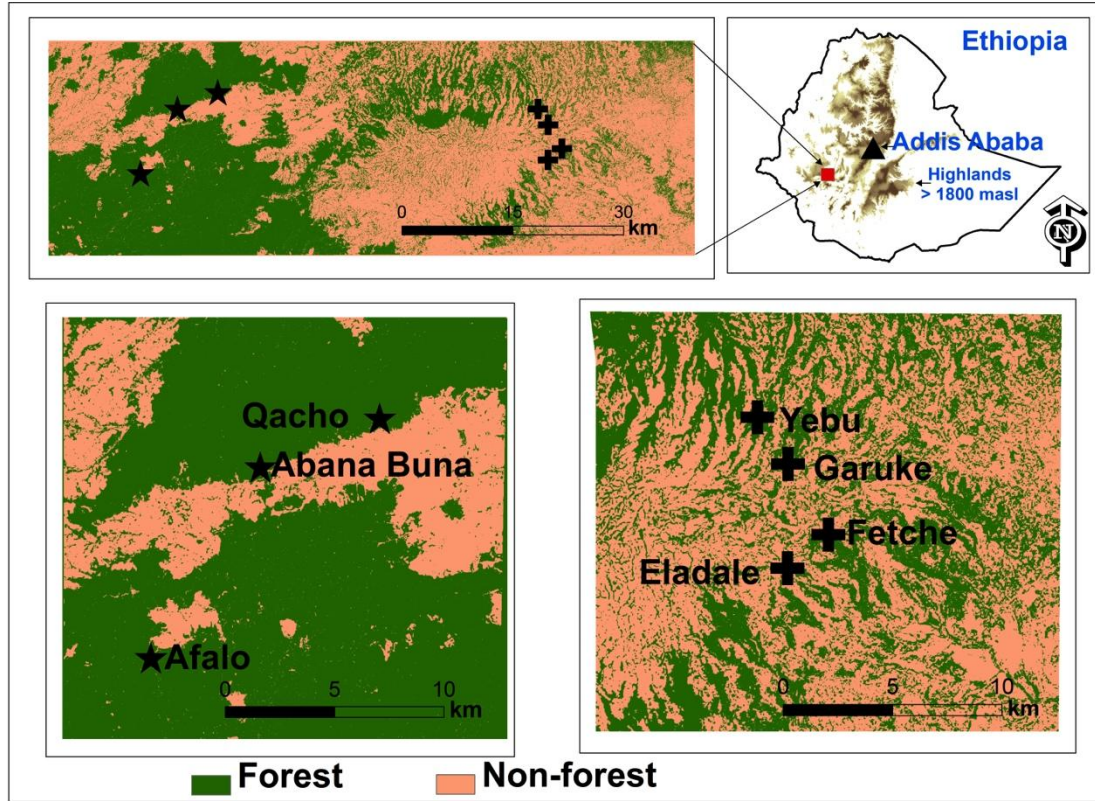 Ethiopia
Addis Ababa
Highlands
> 1800 masl
N
0 15 30
km
Qacho
Abana Buna
Afalo
0 5 10
km
Yebu
Garuke
Fetche
Eladale
0 5 10
km
Forest Non-forest